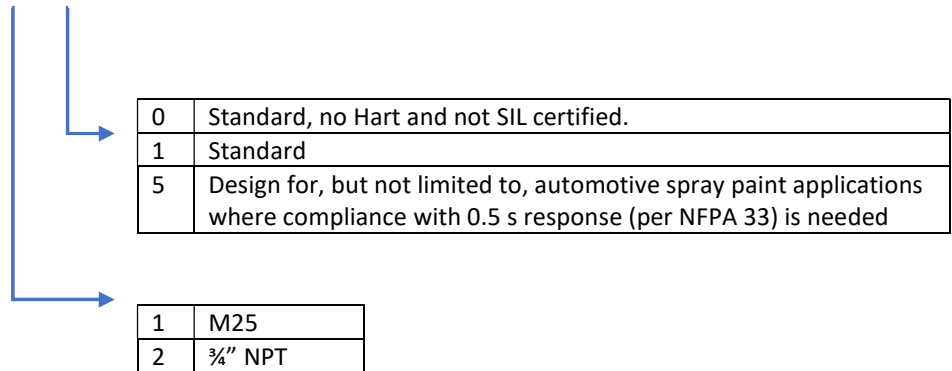 0 Standard, no Hart and not SIL certified.
1 Standard
5 Design for, but not limited to, automotive spray paint applications
where compliance with 0.5 s response (per NFPA 33) is needed
1 M25
2 ¾” NPT